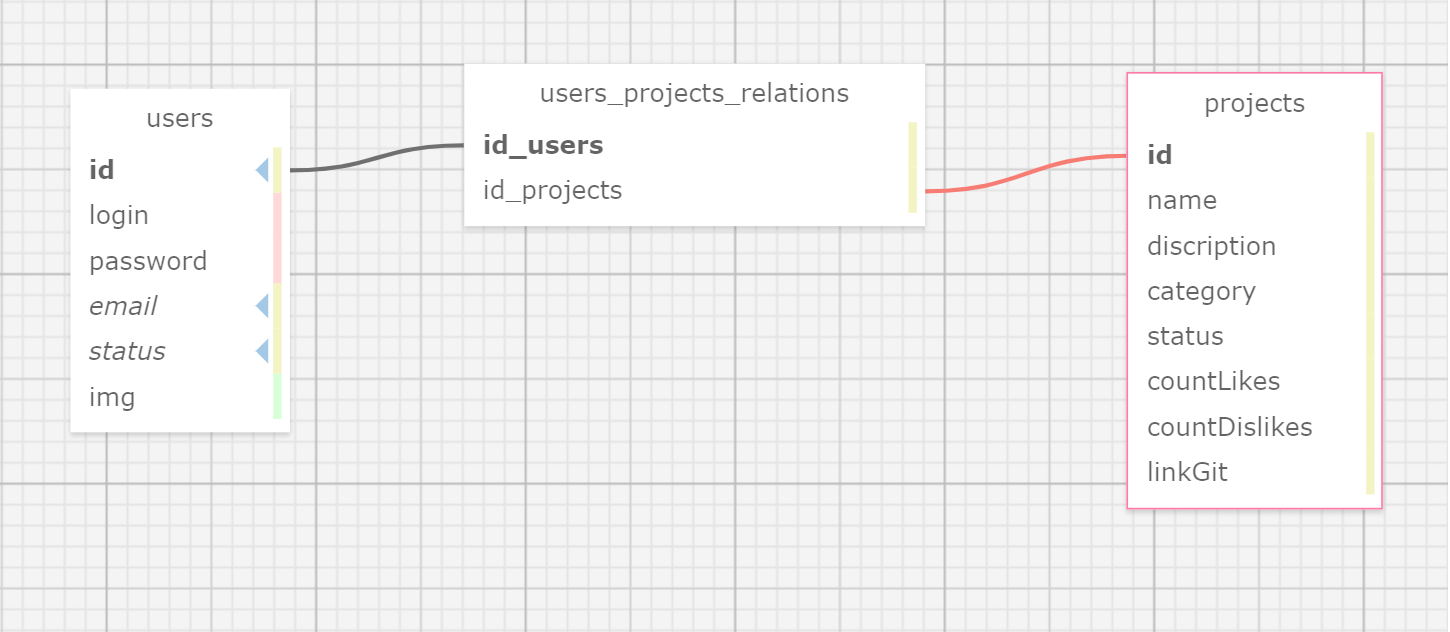 users
id
login
password
email
status
img
users_projects_relations
id_users
id_projects
projects
id
name
discription
category
status
countLikes
countDislikes
linkGit